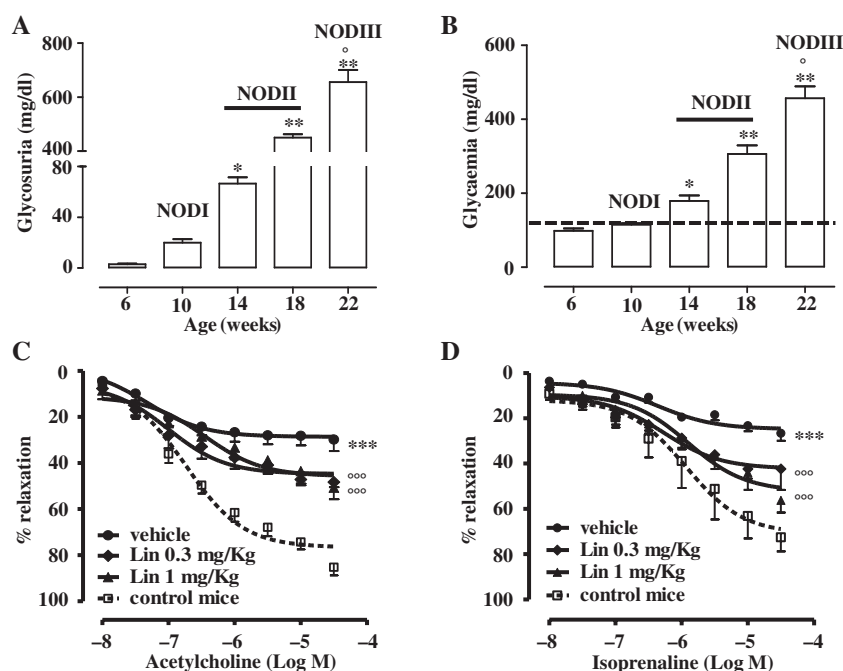 A
Glycosuria (mg/dl)
800
600
400
80
40
0
NODI
NODII
NODIII
*
**
°
**
6 10 14 18 22
Age (weeks)
B
Glycaemia (mg/dl)
600
400
200
0
NODI
NODII
NODIII
*
**
°
**
6 10 14 18 22
Age (weeks)
C
% relaxation
0
20
40
60
80
100
***
°°°
°°°
vehicle
Lin 0.3 mg/Kg
Lin 1 mg/Kg
control mice
–8 –7 –6 –5 –4
Acetylcholine (Log M)
D
% relaxation
0
20
40
60
80
100
***
°°°
°°°
vehicle
Lin 0.3 mg/Kg
Lin 1 mg/Kg
control mice
–8 –7 –6 –5 –4
Isoprenaline (Log M)